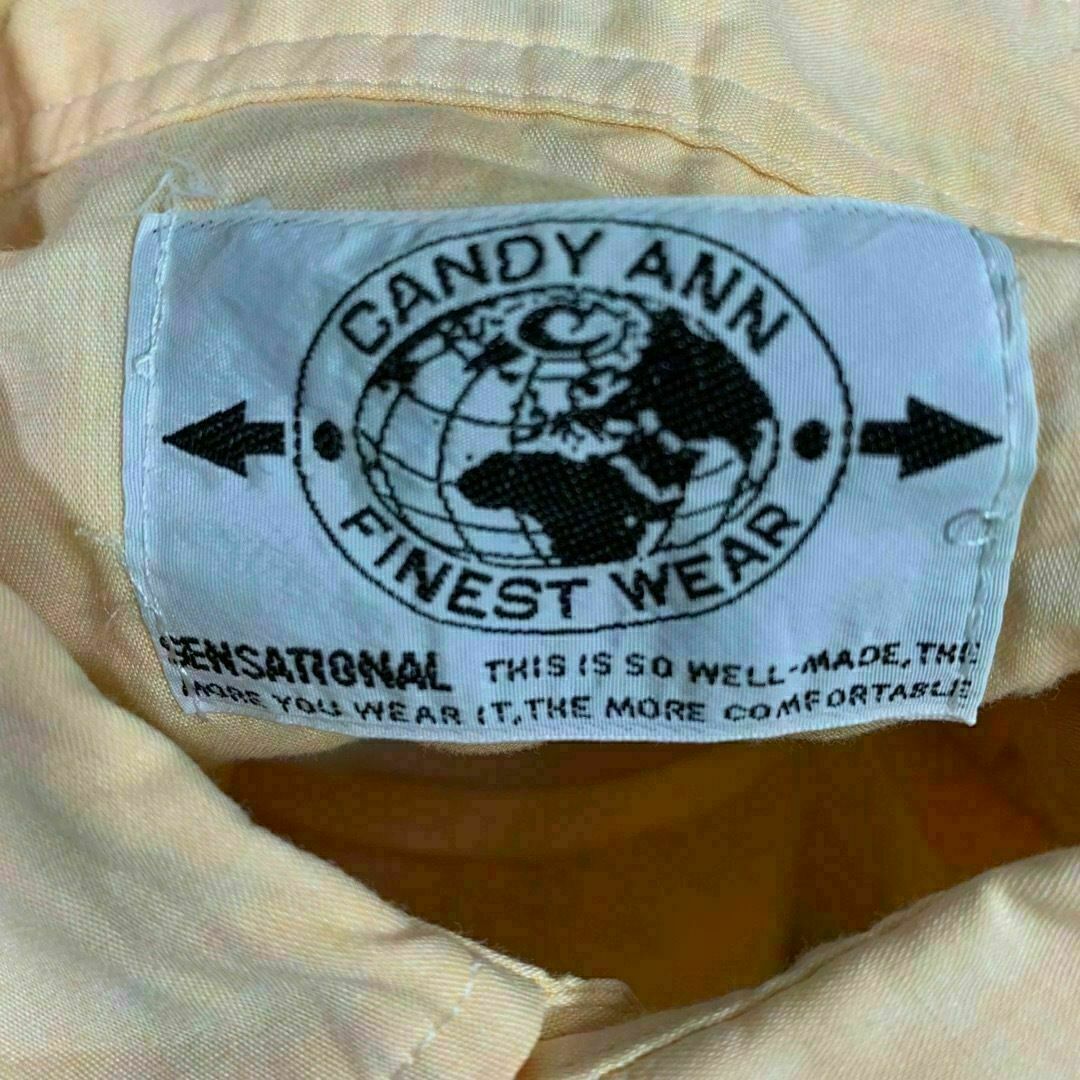 CANDY ANN
FINEST WEAR
SENSATIONAL THIS IS SO WELL-MADE, THE
MORE YOU WEAR IT, THE MORE COMFORTABLE